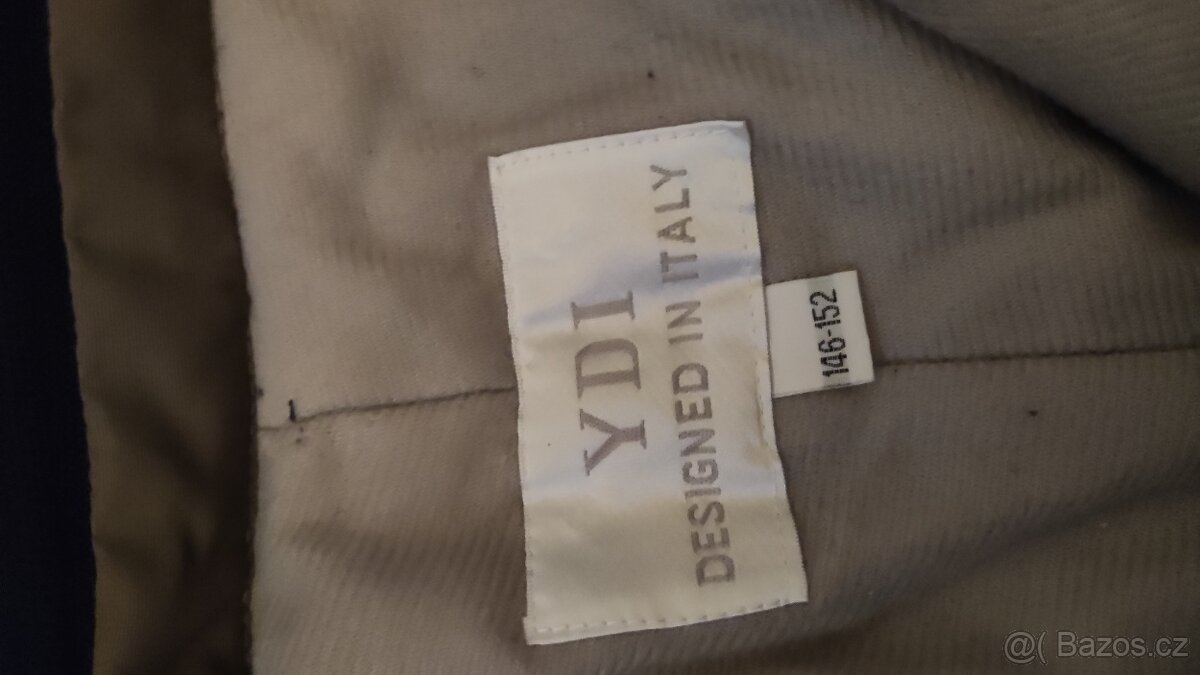 YDI
DESIGNED IN ITALY
146-152
@( Bazos.cz